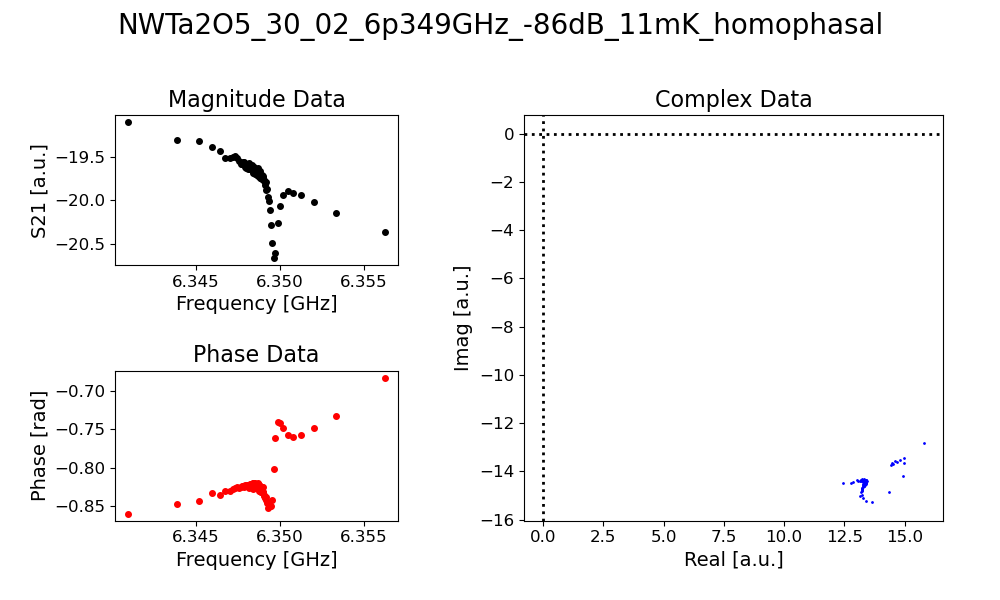 NWTa2O5_30_02_6p349GHz_-86dB_11mK_homophasal
Magnitude Data
S21 [a.u.]
−19.5
−20.0
−20.5
6.345
6.350
6.355
Frequency [GHz]
Phase Data
Phase [rad]
−0.70
−0.75
−0.80
−0.85
6.345
6.350
6.355
Frequency [GHz]
Complex Data
Imag [a.u.]
0
−2
−4
−6
−8
−10
−12
−14
−16
0.0
2.5
5.0
7.5
10.0
12.5
15.0
Real [a.u.]